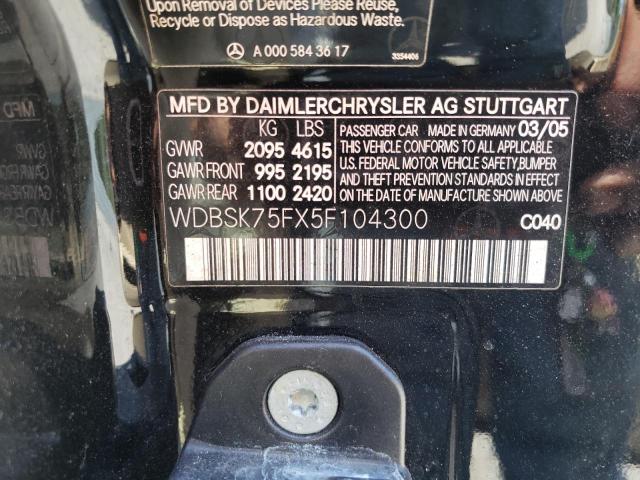 Upon Removal of Devices Please Reuse,
Recycle or Dispose as Hazardous Waste.
A 000 584 36 17
3354406
MFD BY DAIMLERCHRYSLER AG STUTTGART
KG LBS
GVWR 2095 4615
GAWR FRONT 995 2195
GAWR REAR 1100 2420
PASSENGER CAR MADE IN GERMANY 03/05
THIS VEHICLE CONFORMS TO ALL APPLICABLE
U.S. FEDERAL MOTOR VEHICLE SAFETY,BUMPER
AND THEFT PREVENTION STANDARDS IN EFFECT
ON THE DATE OF MANUFACTURE SHOWN ABOVE
WDBSK75FX5F104300
C040